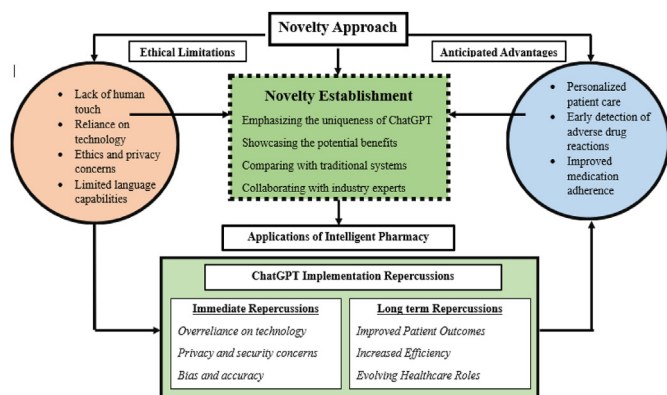 Novelty Approach
Ethical Limitations
Anticipated Advantages
Lack of human
touch
Reliance on
technology
Ethics and privacy
concerns
Limited language
capabilities
Novelty Establishment
Emphasizing the uniqueness of ChatGPT
Showcasing the potential benefits
Comparing with traditional systems
Collaborating with industry experts
Personalized
patient care
Early detection of
adverse drug
reactions
Improved
medication
adherence
Applications of Intelligent Pharmacy
ChatGPT Implementation Repercussions
Immediate Repercussions
Overreliance on technology
Privacy and security concerns
Bias and accuracy
Long term Repercussions
Improved Patient Outcomes
Increased Efficiency
Evolving Healthcare Roles